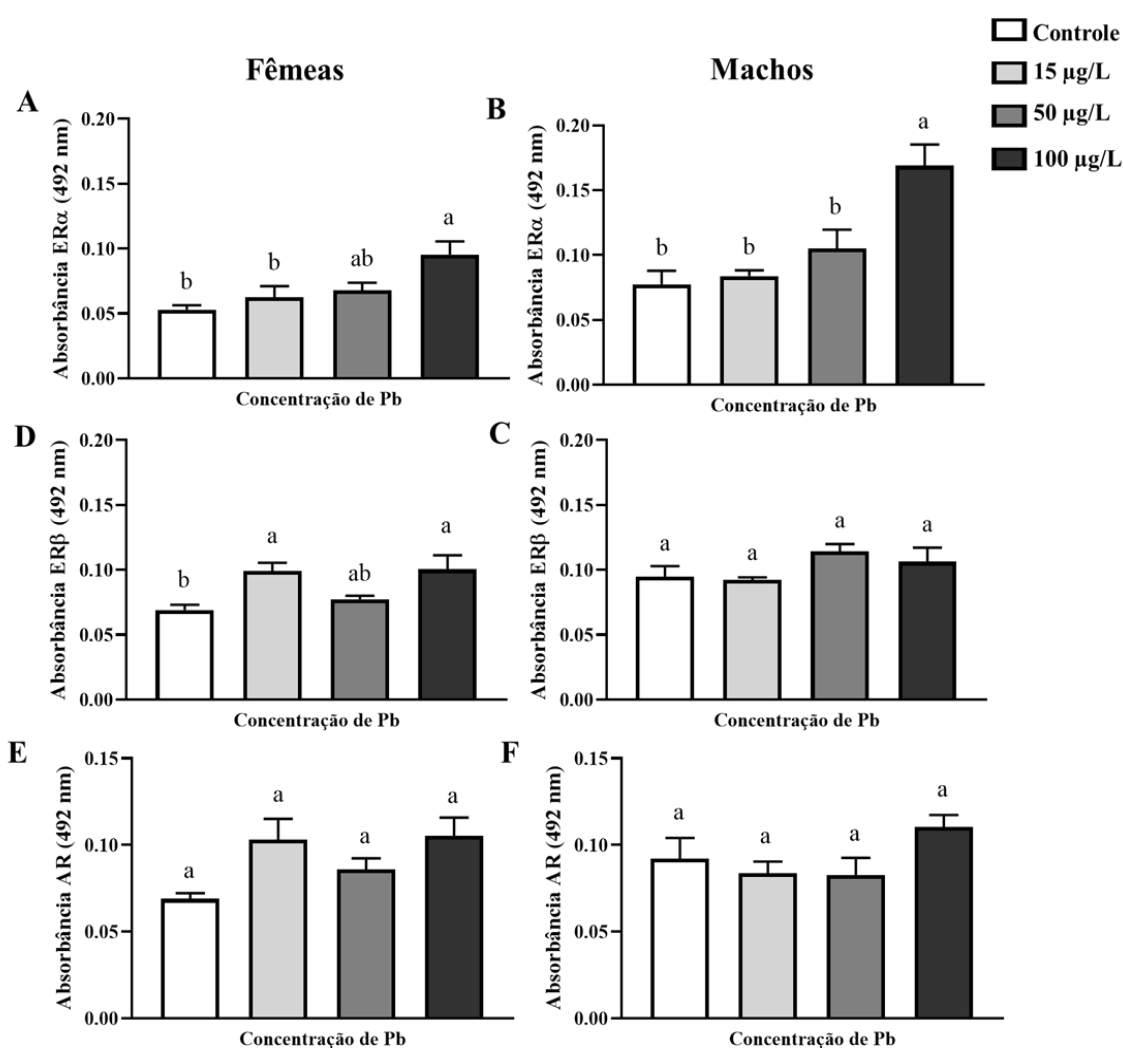 Controle
15 µg/L
50 µg/L
100 µg/L
Fêmeas
Machos
A
Absorbância ERα (492 nm)
0.20
0.15
0.10
0.05
0.00
b
b
ab
a
Concentração de Pb
B
Absorbância ERα (492 nm)
0.20
0.15
0.10
0.05
0.00
b
b
b
a
Concentração de Pb
D
Absorbância ERβ (492 nm)
0.20
0.15
0.10
0.05
0.00
b
a
ab
a
Concentração de Pb
C
Absorbância ERβ (492 nm)
0.20
0.15
0.10
0.05
0.00
a
a
a
a
Concentração de Pb
E
Absorbância AR (492 nm)
0.15
0.10
0.05
0.00
a
a
a
a
Concentração de Pb
F
Absorbância AR (492 nm)
0.15
0.10
0.05
0.00
a
a
a
a
Concentração de Pb